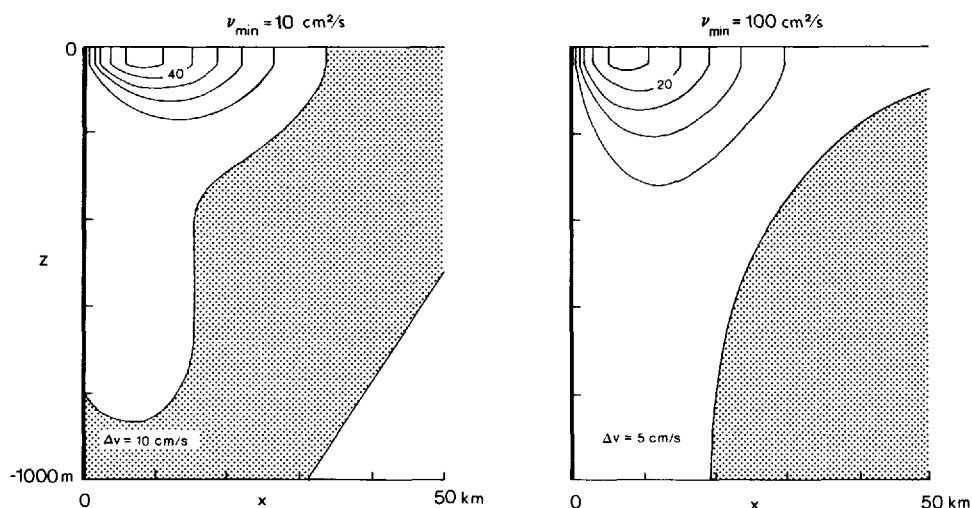 ν_min = 10 cm²/s
0
40
z
Δv = 10 cm/s
-1000 m
0
x
50 km
ν_min = 100 cm²/s
20
Δv = 5 cm/s
0
x
50 km